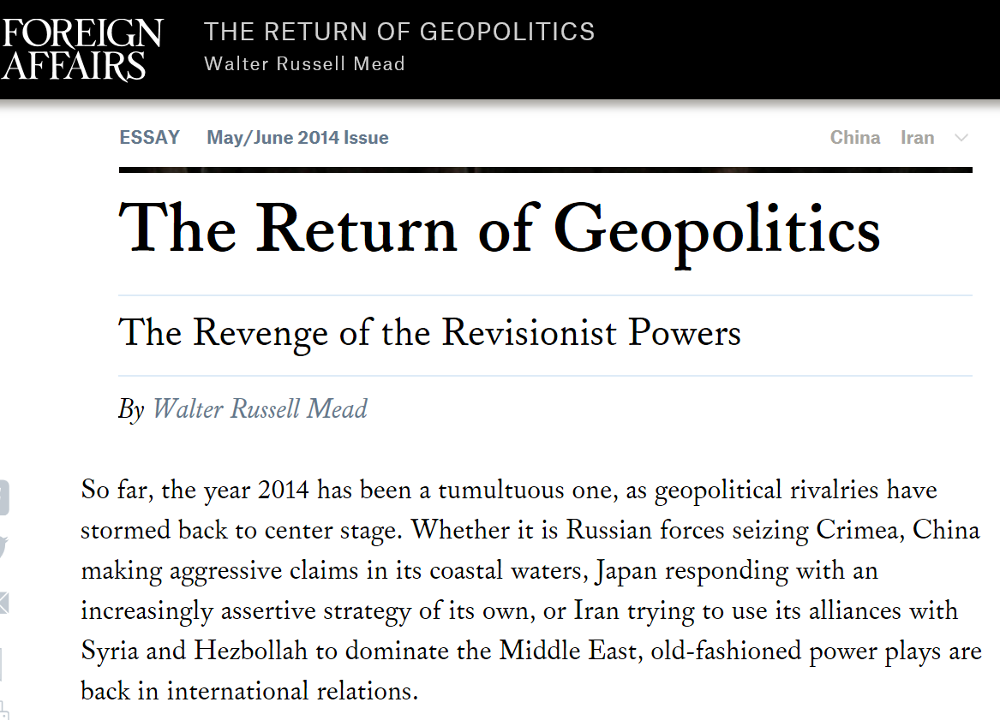 FOREIGN
AFFAIRS
THE RETURN OF GEOPOLITICS
Walter Russell Mead
ESSAY May/June 2014 Issue China Iran
The Return of Geopolitics
The Revenge of the Revisionist Powers
By Walter Russell Mead
So far, the year 2014 has been a tumultuous one, as geopolitical rivalries have
stormed back to center stage. Whether it is Russian forces seizing Crimea, China
making aggressive claims in its coastal waters, Japan responding with an
increasingly assertive strategy of its own, or Iran trying to use its alliances with
Syria and Hezbollah to dominate the Middle East, old-fashioned power plays are
back in international relations.